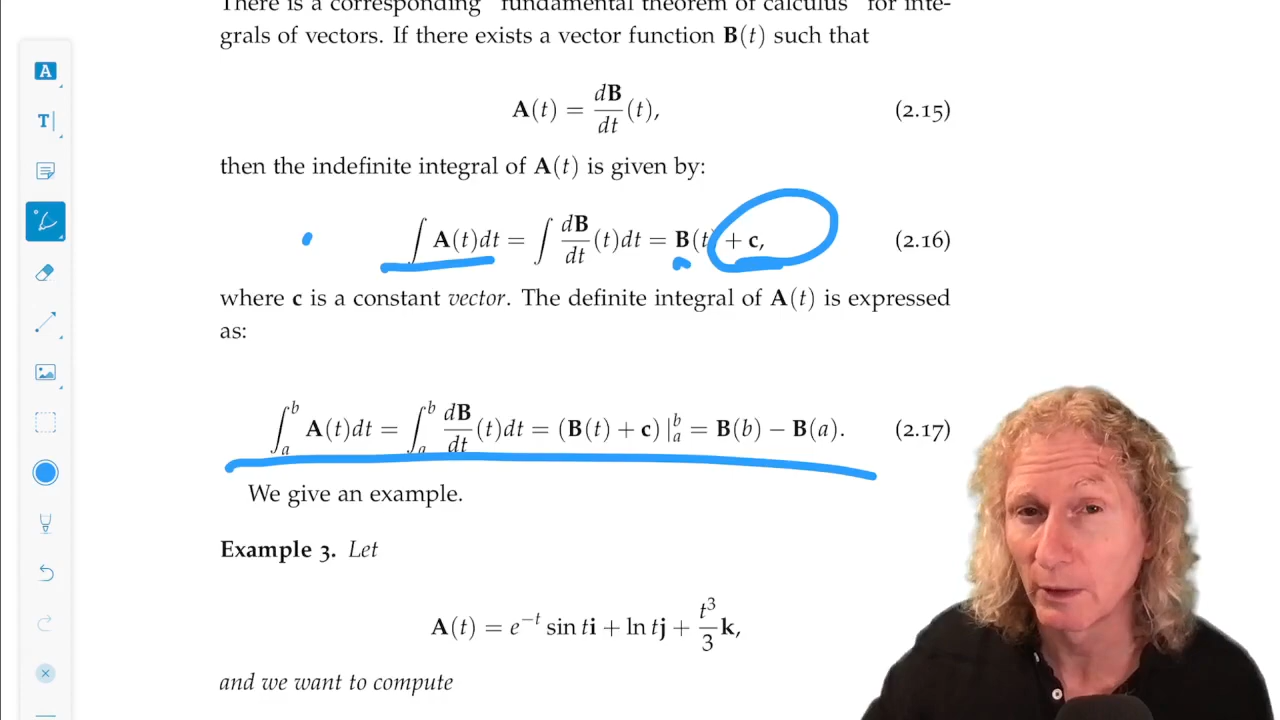 There is a corresponding "fundamental theorem of calculus" for inte-
grals of vectors. If there exists a vector function B(t) such that
A(t) = dB/dt (t), (2.15)
then the indefinite integral of A(t) is given by:
∫ A(t)dt = ∫ dB/dt (t)dt = B(t) + c, (2.16)
where c is a constant vector. The definite integral of A(t) is expressed
as:
∫_a^b A(t)dt = ∫_a^b dB/dt (t)dt = (B(t) + c) |_a^b = B(b) − B(a). (2.17)
We give an example.
Example 3. Let
A(t) = e^{−t} sin t i + ln t j + t^3/3 k,
and we want to compute
A
T